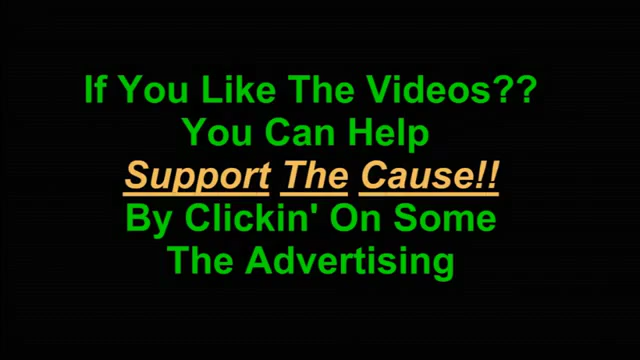 If You Like The Videos??
You Can Help
Support The Cause!!
By Clickin' On Some
The Advertising